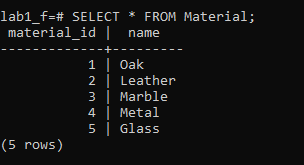 lab1_f=# SELECT * FROM Material;
 material_id |  name
-------------+---------
           1 | Oak
           2 | Leather
           3 | Marble
           4 | Metal
           5 | Glass
(5 rows)